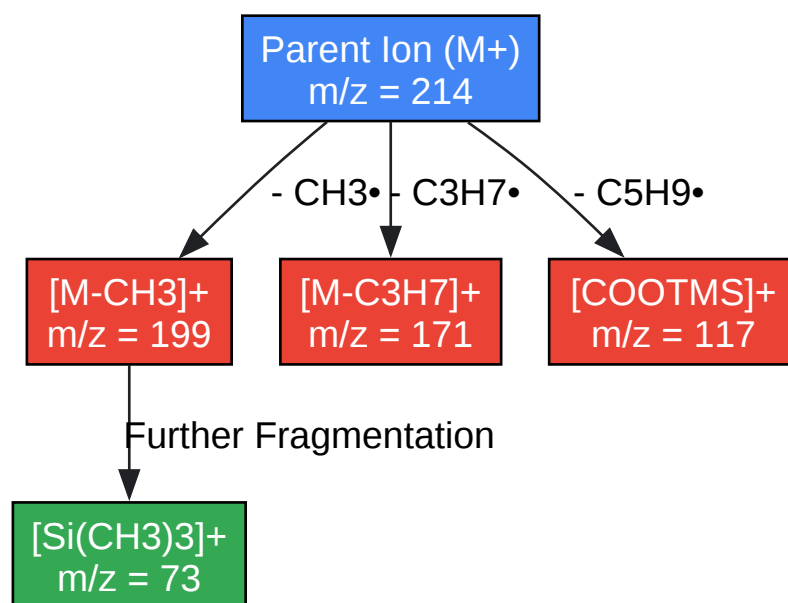 Parent Ion (M+)
m/z = 214
- CH3•
- C3H7•
- C5H9•
[M-CH3]+
m/z = 199
[M-C3H7]+
m/z = 171
[COOTMS]+
m/z = 117
Further Fragmentation
[Si(CH3)3]+
m/z = 73